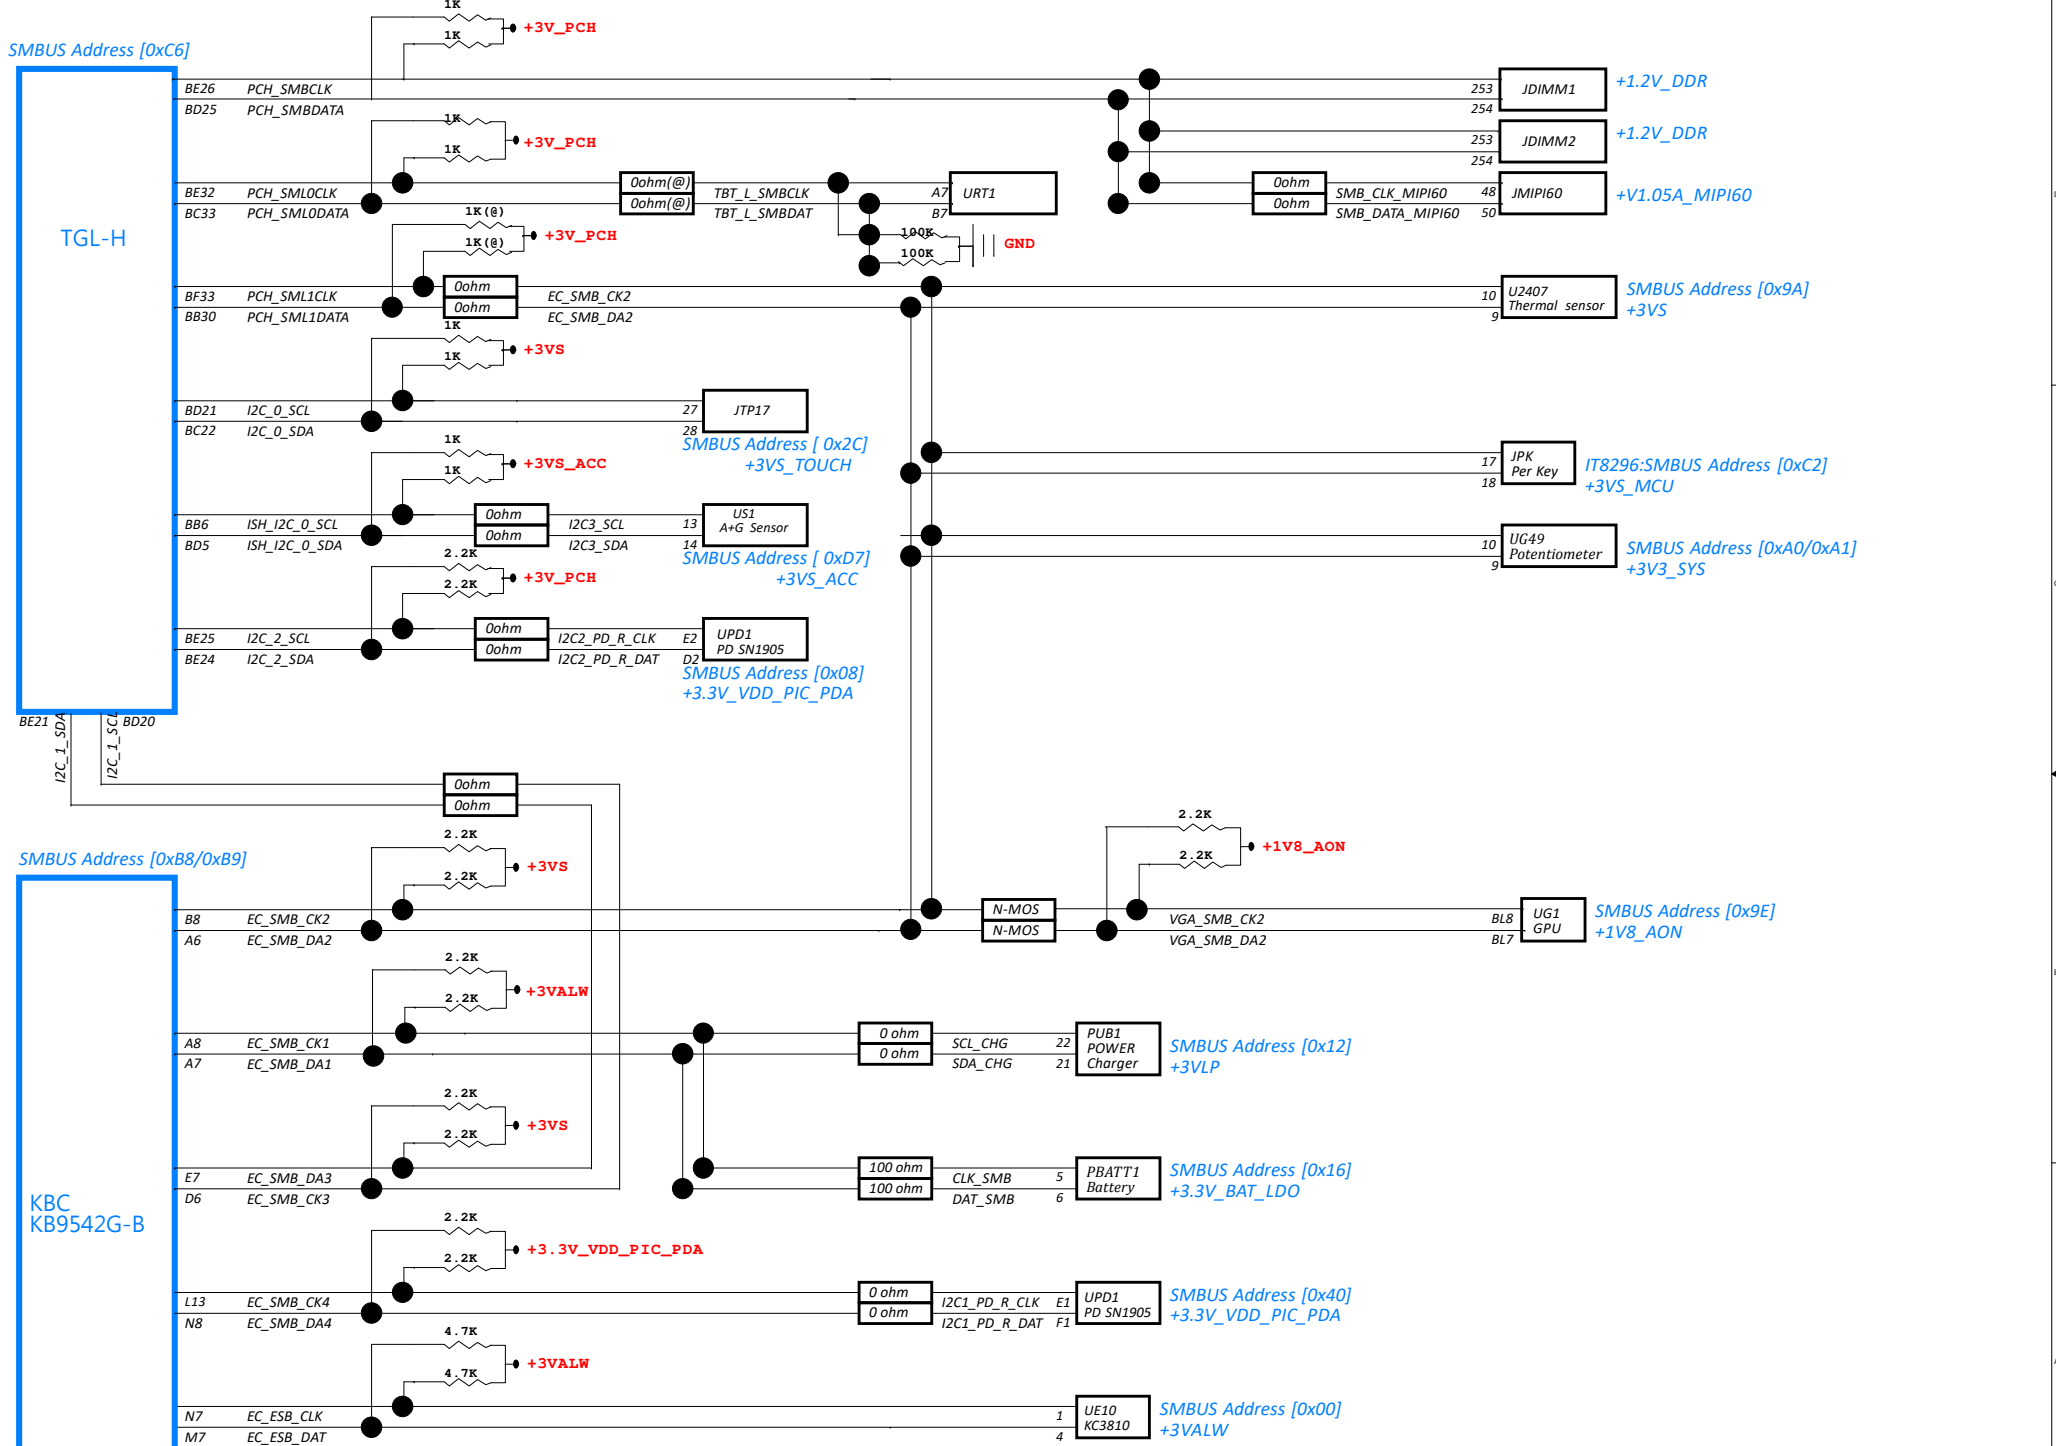 1K
1K
+3V_PCH
SMBUS Address [0xC6]
TGL-H
BE26 PCH_SMBCLK
BD25 PCH_SMBDATA
253 JDIMM1 +1.2V_DDR
254
1K
1K
+3V_PCH
253 JDIMM2 +1.2V_DDR
254
BE32 PCH_SML0CLK 0ohm(@) TBT_L_SMBCLK A7 URT1
BC33 PCH_SML0DATA 0ohm(@) TBT_L_SMBDAT B7
0ohm SMB_CLK_MIPI60 48 JMIPI60 +V1.05A_MIPI60
0ohm SMB_DATA_MIPI60 50
1K(@)
1K(@)
+3V_PCH
100K
100K
GND
BF33 PCH_SML1CLK 0ohm EC_SMB_CK2
BB30 PCH_SML1DATA 0ohm EC_SMB_DA2
10 U2407 SMBUS Address [0x9A]
9 Thermal sensor +3VS
1K
1K
+3VS
BD21 I2C_0_SCL 27 JTP17
BC22 I2C_0_SDA 28
SMBUS Address [ 0x2C]
+3VS_TOUCH
1K
1K
+3VS_ACC
17 JPK IT8296:SMBUS Address [0xC2]
18 Per Key +3VS_MCU
BB6 ISH_I2C_0_SCL 0ohm I2C3_SCL 13 US1
BD5 ISH_I2C_0_SDA 0ohm I2C3_SDA 14 A+G Sensor
SMBUS Address [ 0xD7]
+3VS_ACC
10 UG49 SMBUS Address [0xA0/0xA1]
9 Potentiometer +3V3_SYS
2.2K
2.2K
+3V_PCH
BE25 I2C_2_SCL 0ohm I2C2_PD_R_CLK E2 UPD1
BE24 I2C_2_SDA 0ohm I2C2_PD_R_DAT D2 PD SN1905
SMBUS Address [0x08]
+3.3V_VDD_PIC_PDA
BE21 I2C_1_SDA I2C_1_SCL BD20
0ohm
0ohm
SMBUS Address [0xB8/0xB9]
KBC
KB9542G-B
2.2K
2.2K
+3VS
2.2K
2.2K
+1V8_AON
B8 EC_SMB_CK2 N-MOS VGA_SMB_CK2 BL8 UG1 SMBUS Address [0x9E]
A6 EC_SMB_DA2 N-MOS VGA_SMB_DA2 BL7 GPU +1V8_AON
2.2K
2.2K
+3VALW
A8 EC_SMB_CK1 0 ohm SCL_CHG 22 PUB1 SMBUS Address [0x12]
A7 EC_SMB_DA1 0 ohm SDA_CHG 21 POWER +3VLP
Charger
2.2K
2.2K
+3VS
E7 EC_SMB_DA3 100 ohm CLK_SMB 5 PBATT1 SMBUS Address [0x16]
D6 EC_SMB_CK3 100 ohm DAT_SMB 6 Battery +3.3V_BAT_LDO
2.2K
2.2K
+3.3V_VDD_PIC_PDA
L13 EC_SMB_CK4 0 ohm I2C1_PD_R_CLK E1 UPD1 SMBUS Address [0x40]
N8 EC_SMB_DA4 0 ohm I2C1_PD_R_DAT F1 PD SN1905 +3.3V_VDD_PIC_PDA
4.7K
4.7K
+3VALW
N7 EC_ESB_CLK 1 UE10 SMBUS Address [0x00]
M7 EC_ESB_DAT 4 KC3810 +3VALW